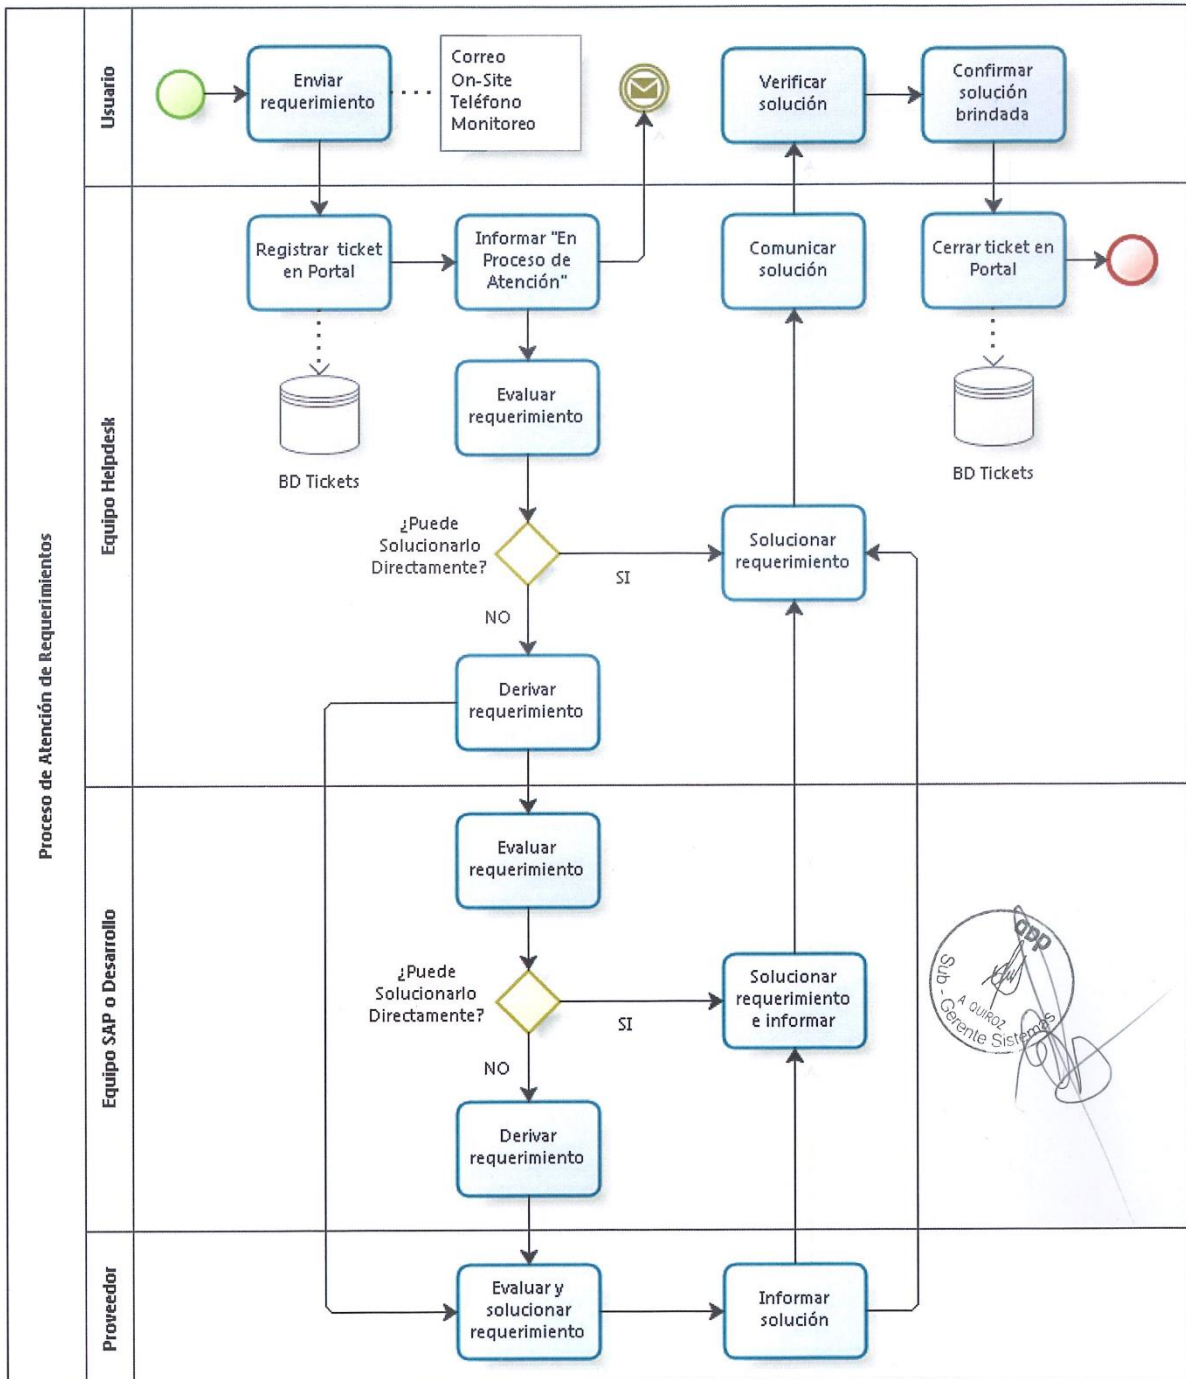 Proceso de Atención de Requerimientos
Usuario
Enviar
requerimiento
Correo
On-Site
Teléfono
Monitoreo
Verificar
solución
Confirmar
solución
brindada
Equipo Helpdesk
Registrar ticket
en Portal
Informar "En
Proceso de
Atención"
Comunicar
solución
Cerrar ticket en
Portal
BD Tickets
Evaluar
requerimiento
BD Tickets
¿Puede
Solucionarlo
Directamente?
SI
NO
Solucionar
requerimiento
Derivar
requerimiento
Equipo SAP o Desarrollo
Evaluar
requerimiento
¿Puede
Solucionarlo
Directamente?
SI
NO
Solucionar
requerimiento
e informar
Derivar
requerimiento
A QUIROZ
Sub - Gerente Sistemas
Proveedor
Evaluar y
solucionar
requerimiento
Informar
solución